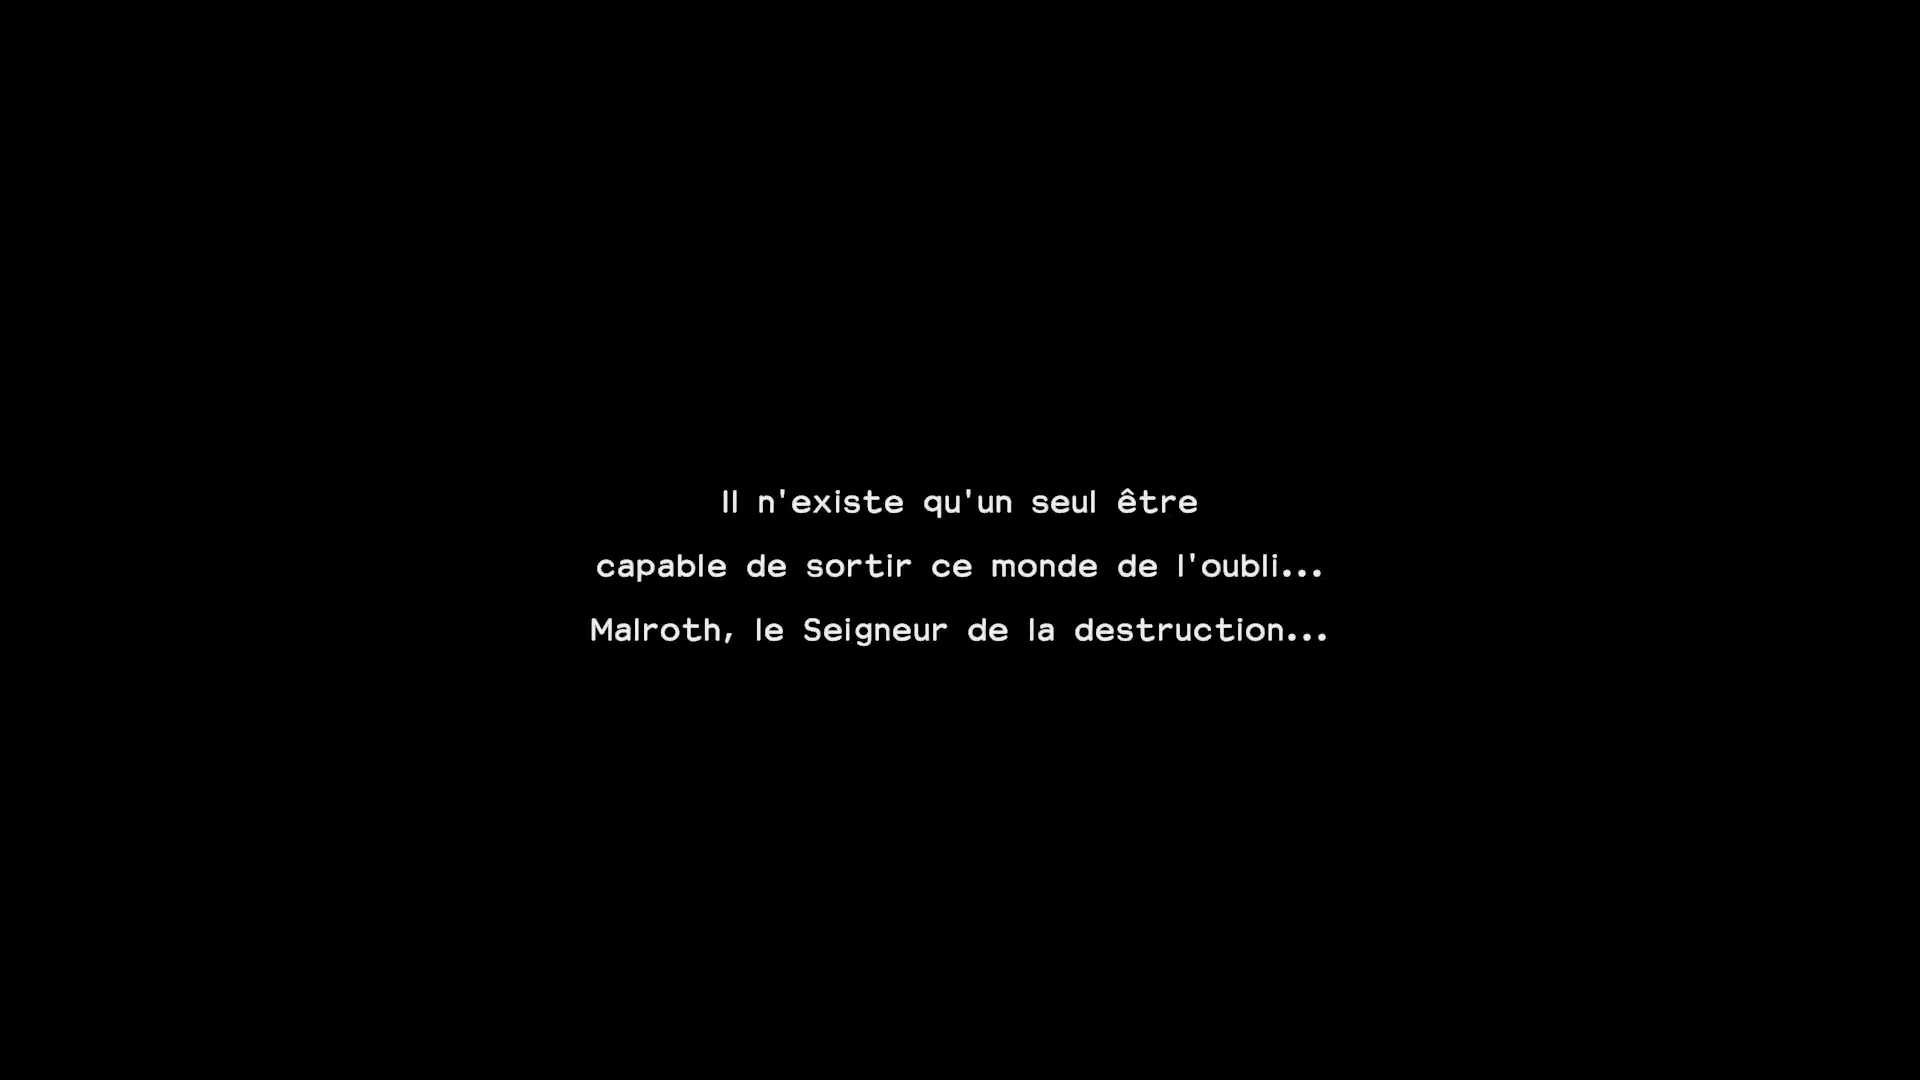 Il n'existe qu'un seul être
capable de sortir ce monde de l'oubli...
Malroth, le Seigneur de la destruction...